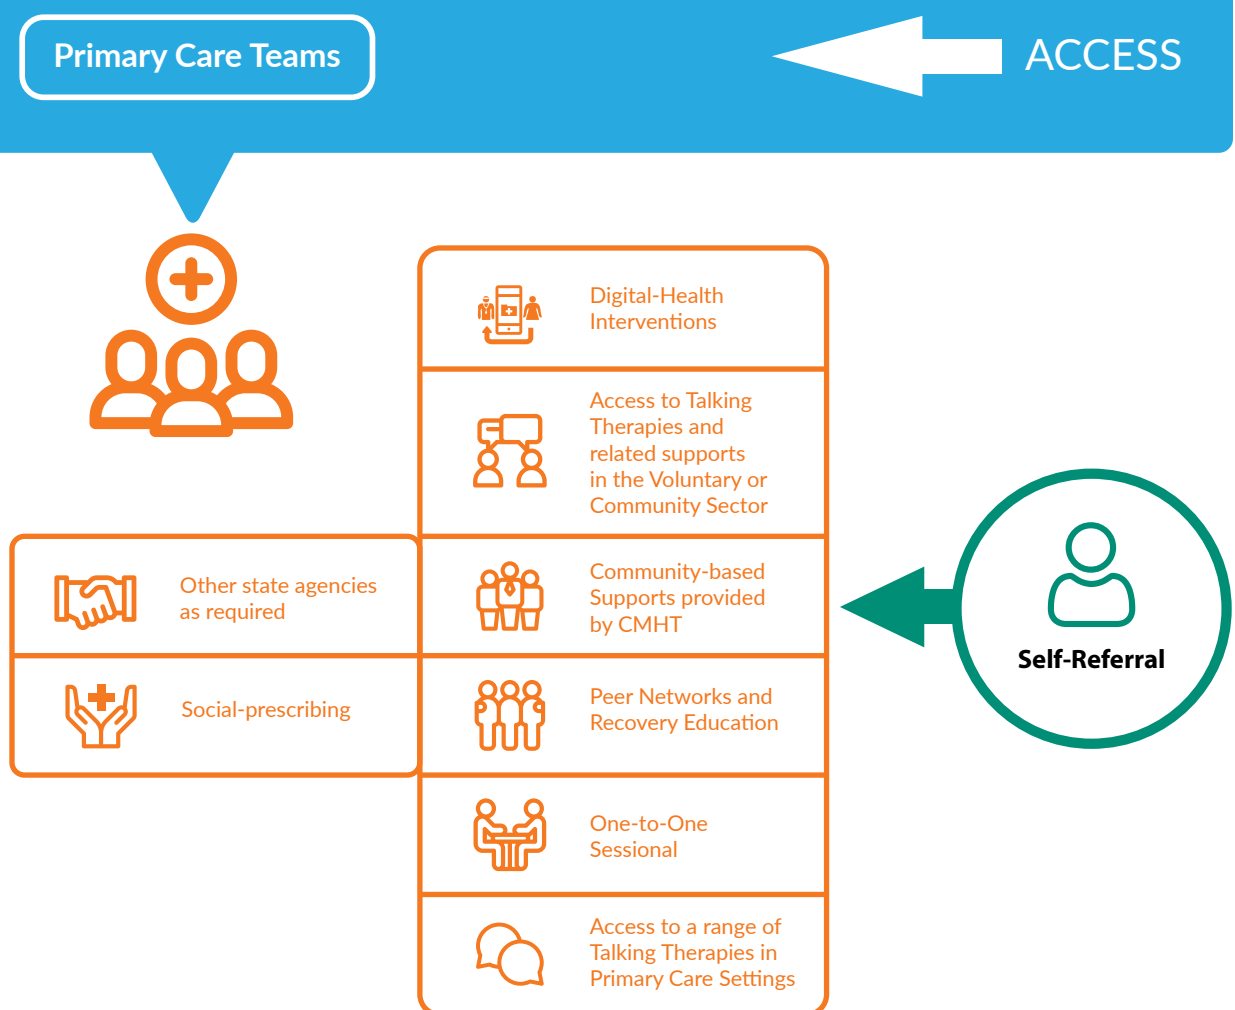 Primary Care Teams
ACCESS
Digital-Health
Interventions
Access to Talking
Therapies and
related supports
in the Voluntary or
Community Sector
Other state agencies
as required
Community-based
Supports provided
by CMHT
Self-Referral
Social-prescribing
Peer Networks and
Recovery Education
One-to-One
Sessional
Access to a range of
Talking Therapies in
Primary Care Settings